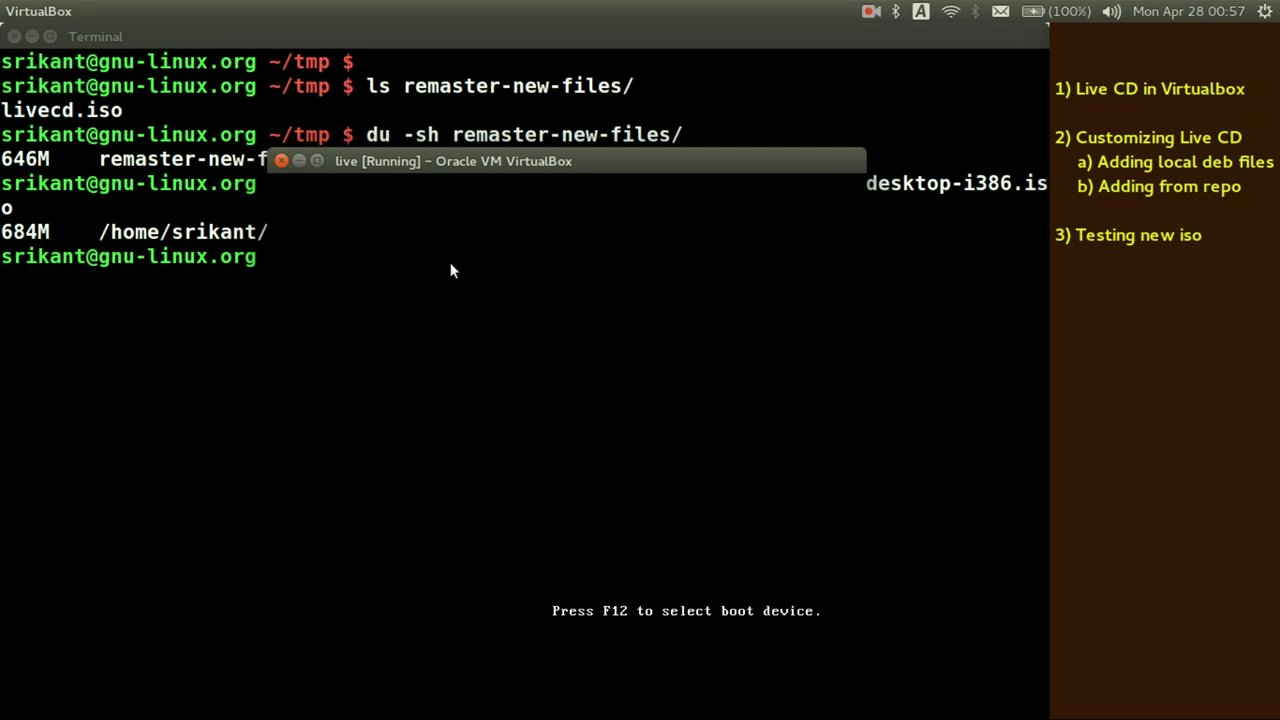 VirtualBox
A
(100%)
Mon Apr 28 00:57
Terminal
srikant@gnu-linux.org ~/tmp $
srikant@gnu-linux.org ~/tmp $ ls remaster-new-files/
livecd.iso
srikant@gnu-linux.org ~/tmp $ du -sh remaster-new-files/
646M remaster-new-f
live [Running] - Oracle VM VirtualBox
srikant@gnu-linux.org desktop-i386.is
o
684M /home/srikant/
srikant@gnu-linux.org
Press F12 to select boot device.
1) Live CD in Virtualbox
2) Customizing Live CD
a) Adding local deb files
b) Adding from repo
3) Testing new iso